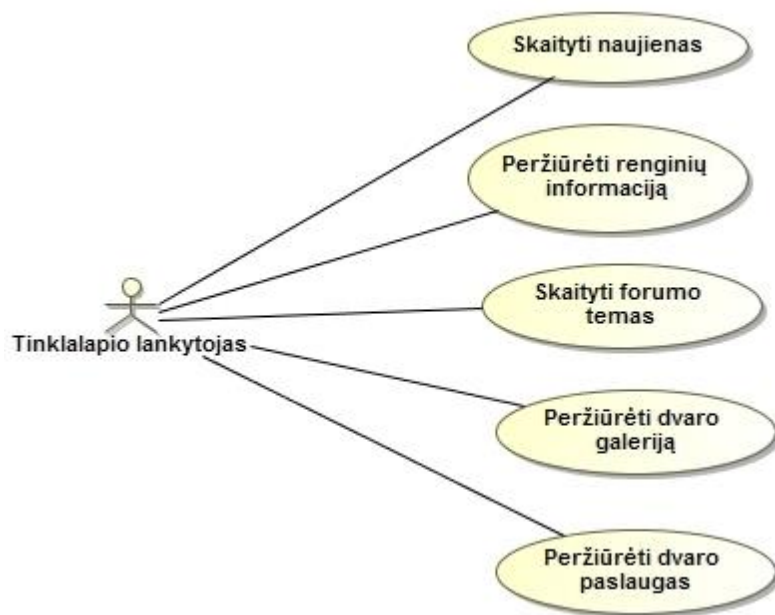 Skaityti naujienas
Peržiūrėti renginių
informaciją
Skaityti forumo
temas
Tinklalapio lankytojas
Peržiūrėti dvaro
galeriją
Peržiūrėti dvaro
paslaugas